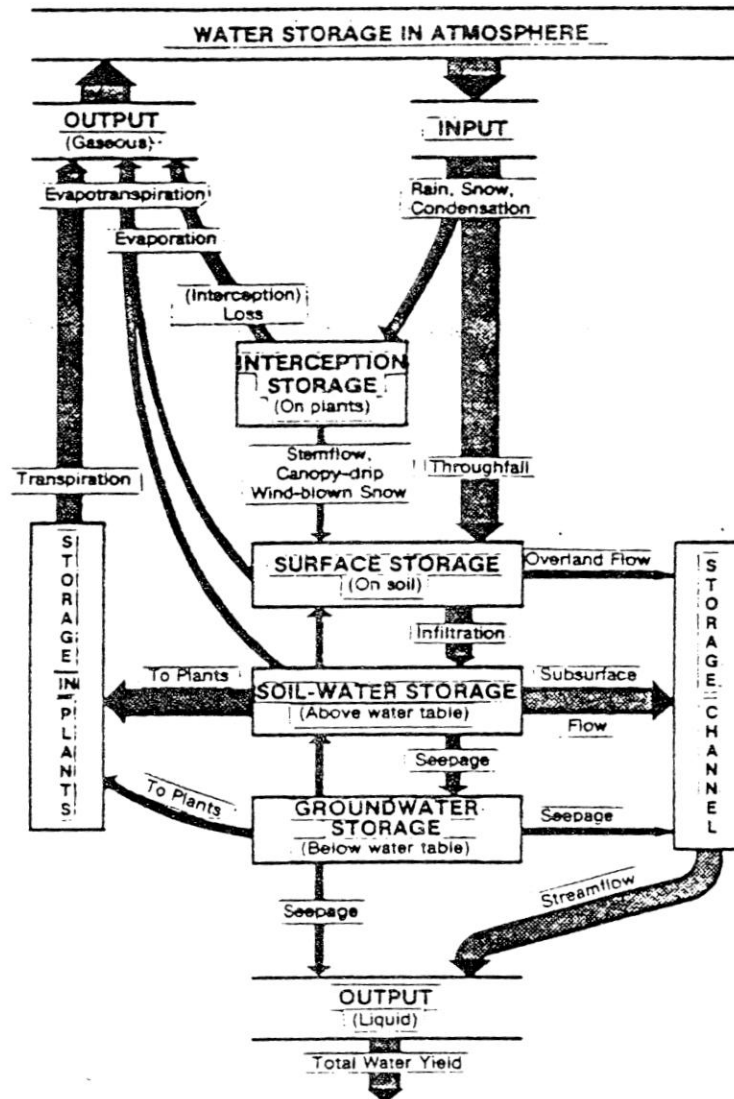 WATER STORAGE IN ATMOSPHERE
OUTPUT
(Gaseous)
INPUT
Evapotranspiration
Rain, Snow,
Condensation
Evaporation
(Interception)
Loss
INTERCEPTION
STORAGE
(On plants)
Stemflow,
Canopy-drip
Wind-blown Snow
Throughfall
Transpiration
STORAGE IN PLANTS
SURFACE STORAGE
(On soil)
Overland Flow
STORAGE CHANNEL
Infiltration
To Plants
SOIL-WATER STORAGE
(Above water table)
Subsurface
Flow
Seepage
To Plants
GROUNDWATER
STORAGE
(Below water table)
Seepage
Seepage
Streamflow
OUTPUT
(Liquid)
Total Water Yield